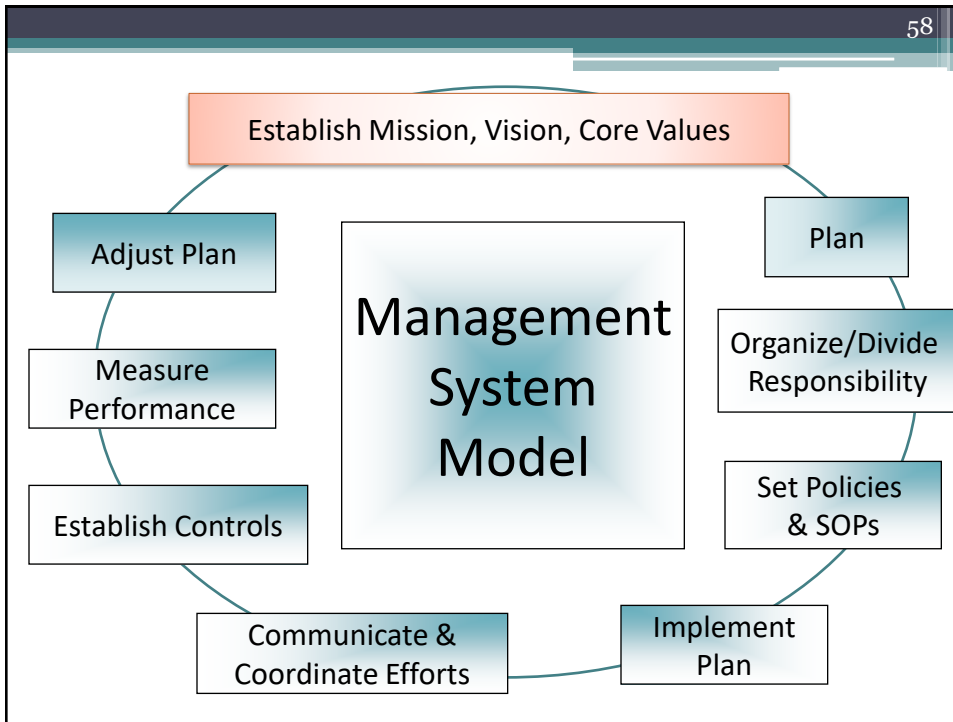 58
Establish Mission, Vision, Core Values
Plan
Organize/Divide
Responsibility
Set Policies
& SOPs
Implement
Plan
Communicate &
Coordinate Efforts
Establish Controls
Measure
Performance
Adjust Plan
Management
System
Model